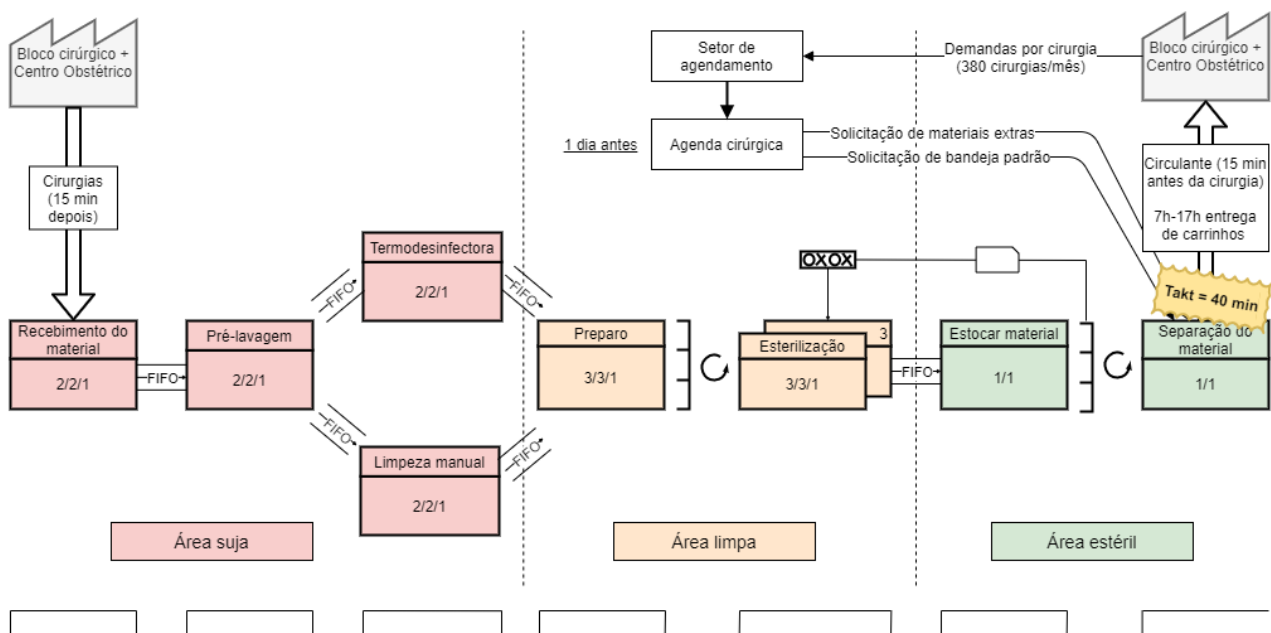 Bloco cirúrgico +
Centro Obstétrico
Setor de
agendamento
Demandas por cirurgia
(380 cirurgias/mês)
Bloco cirúrgico +
Centro Obstétrico
1 dia antes
Agenda cirúrgica
Solicitação de materiais extras
Solicitação de bandeja padrão
Circulante (15 min
antes da cirurgia)
7h-17h entrega
de carrinhos
Cirurgias
(15 min
depois)
Termodesinfectora
2/2/1
FIFO
FIFO
OXOX
Takt = 40 min
Recebimento do
material
2/2/1
FIFO
Pré-lavagem
2/2/1
Preparo
3/3/1
3
Esterilização
3/3/1
FIFO
Estocar material
1/1
Separação do
material
1/1
FIFO
FIFO
Limpeza manual
2/2/1
Área suja
Área limpa
Área estéril